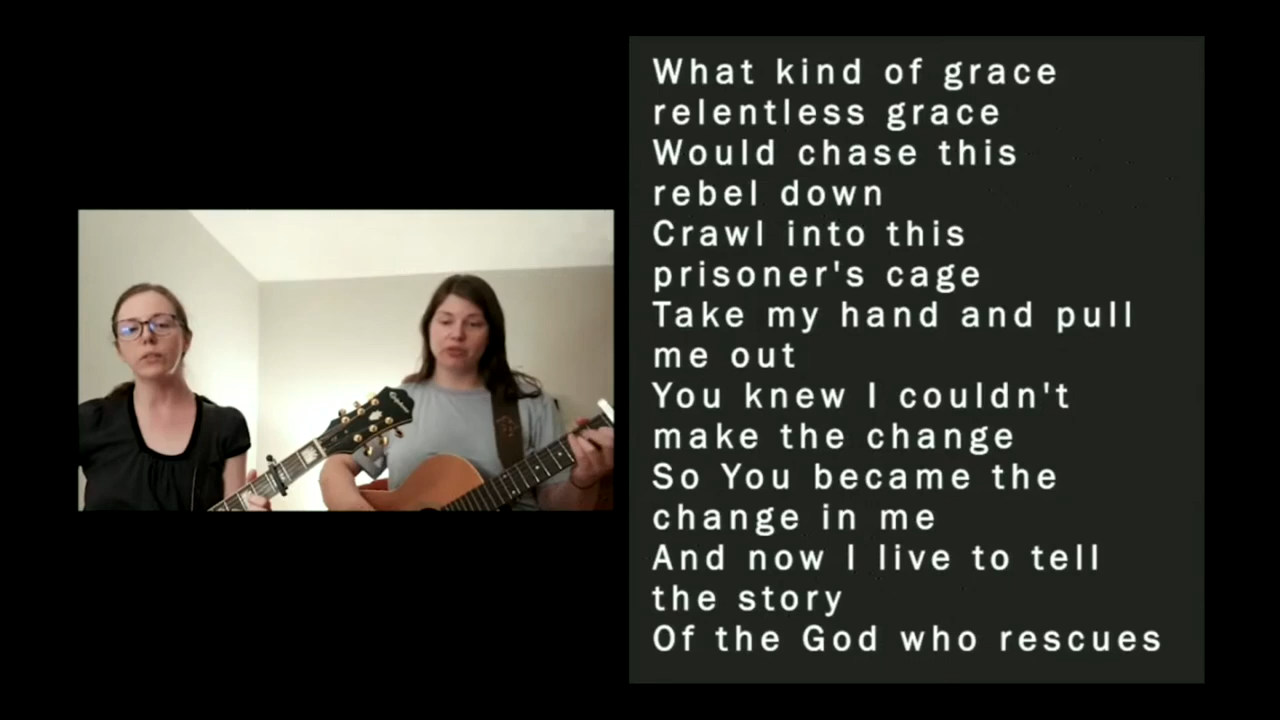 What kind of grace
relentless grace
Would chase this
rebel down
Crawl into this
prisoner's cage
Take my hand and pull
me out
You knew I couldn't
make the change
So You became the
change in me
And now I live to tell
the story
Of the God who rescues
Epiphone